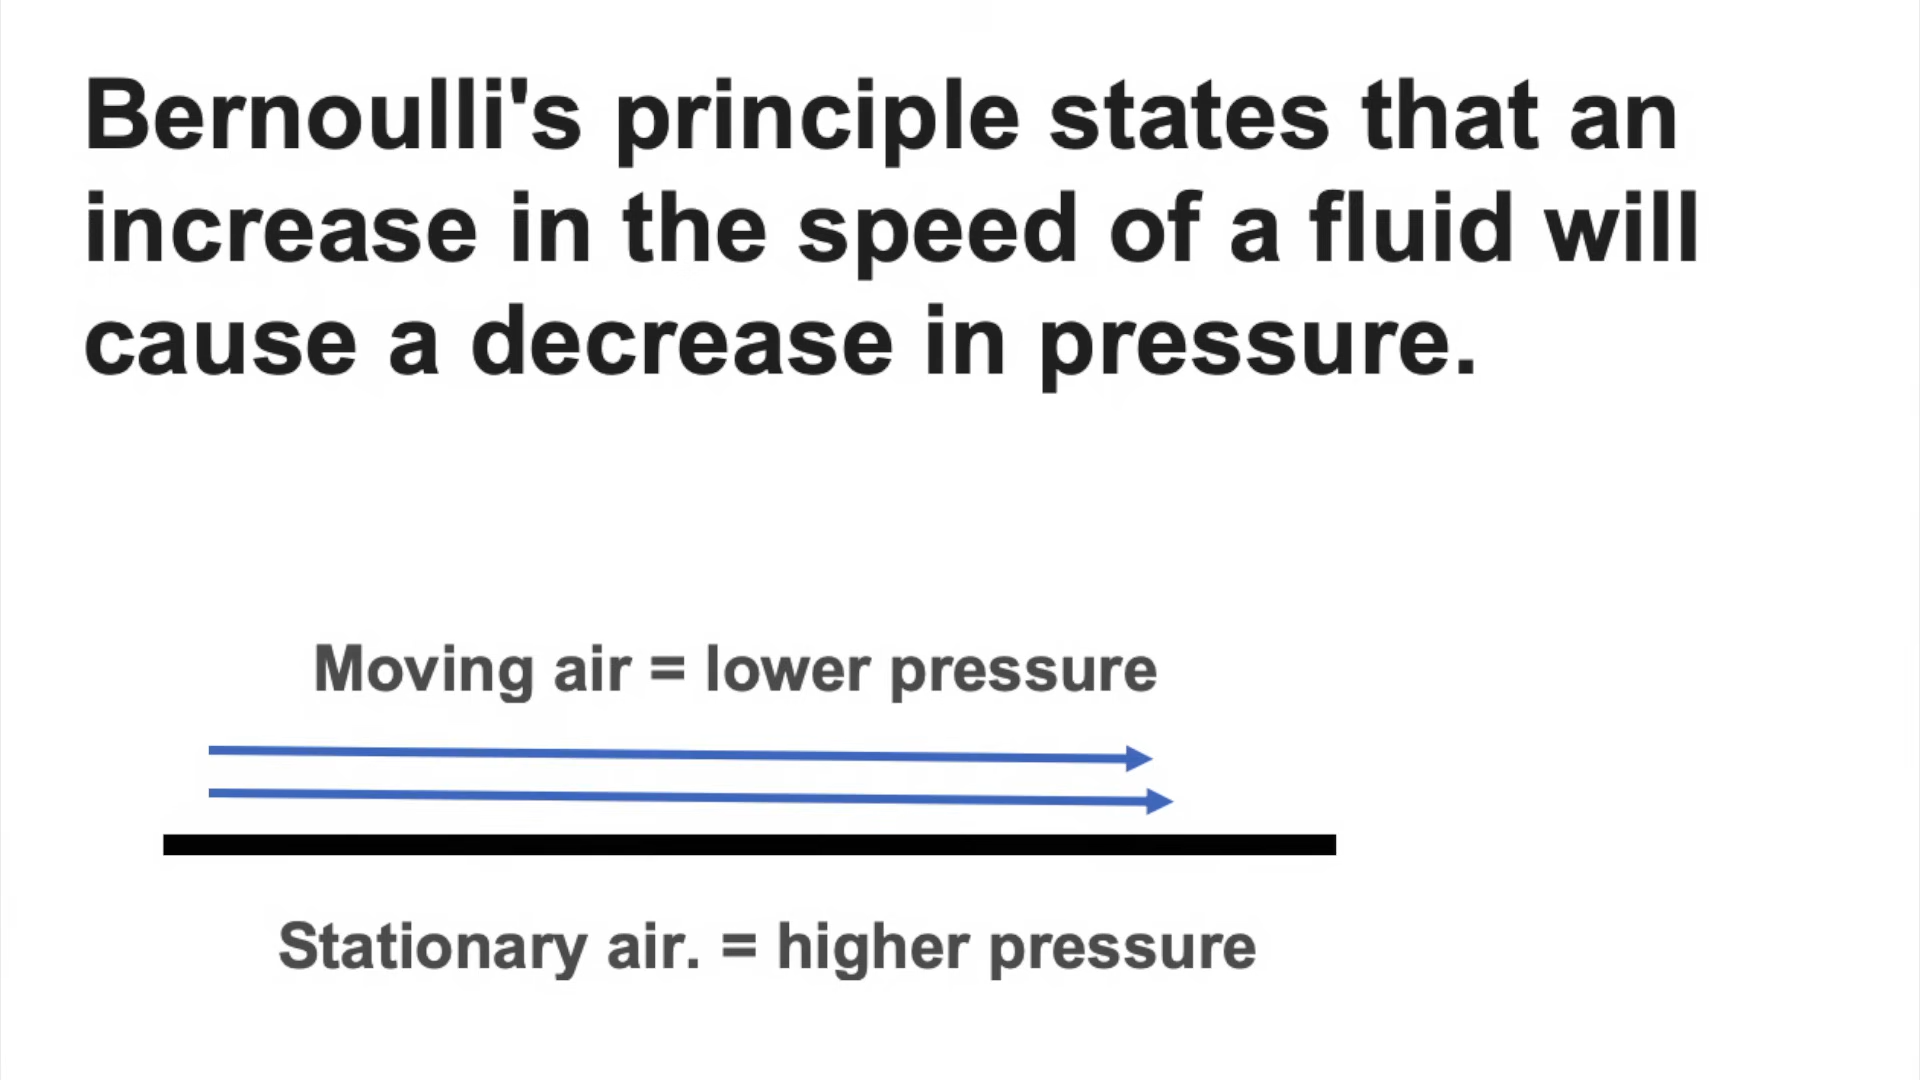 Bernoulli's principle states that an
increase in the speed of a fluid will
cause a decrease in pressure.
Moving air = lower pressure
Stationary air. = higher pressure